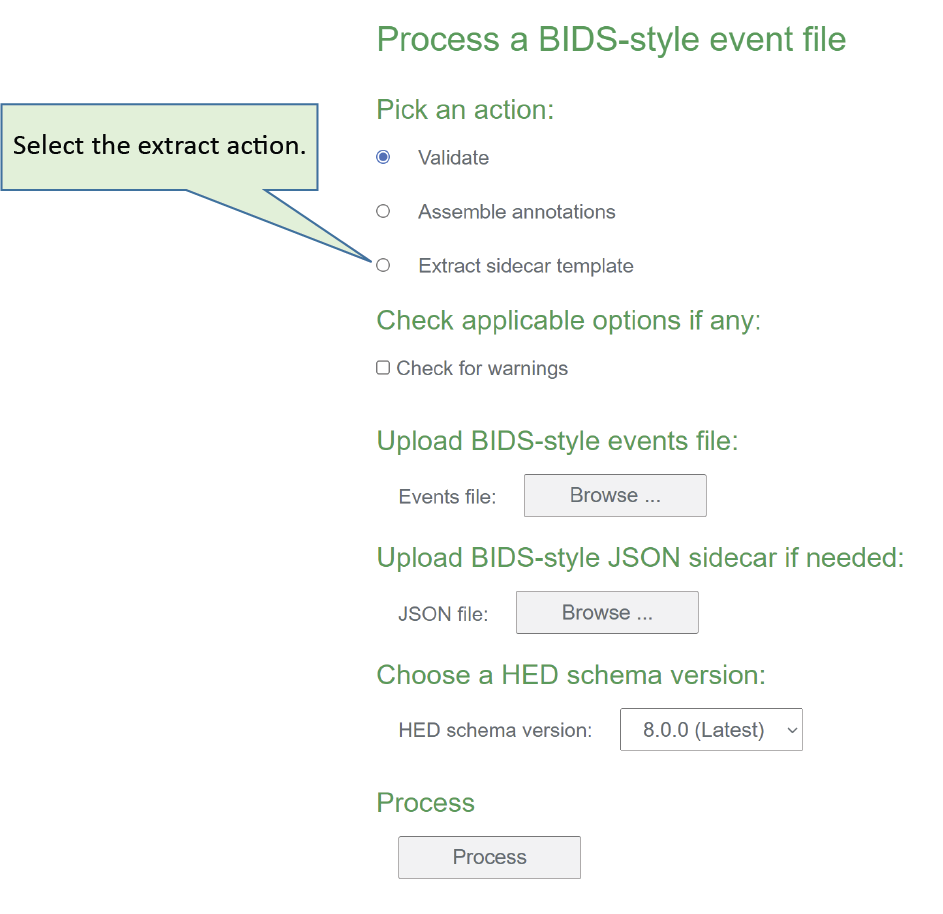 Process a BIDS-style event file
Pick an action:
Select the extract action.
Validate
Assemble annotations
Extract sidecar template
Check applicable options if any:
Check for warnings
Upload BIDS-style events file:
Events file:
Browse ...
Upload BIDS-style JSON sidecar if needed:
JSON file:
Browse ...
Choose a HED schema version:
HED schema version:
8.0.0 (Latest)
Process
Process